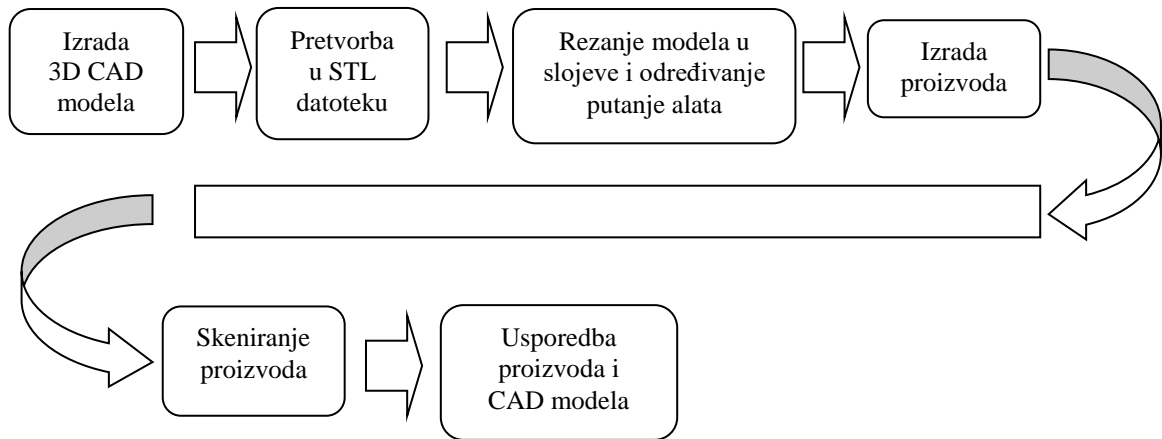 Izrada
3D CAD
modela
Pretvorba
u STL
datoteku
Rezanje modela u
slojeve i određivanje
putanje alata
Izrada
proizvoda
Skeniranje
proizvoda
Usporedba
proizvoda i
CAD modela